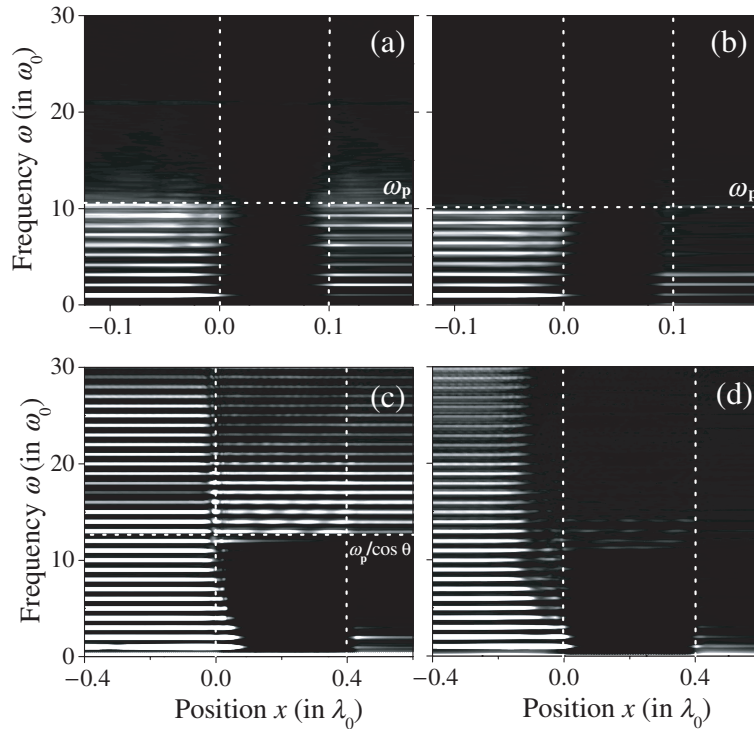 30
20
10
0
Frequency ω (in ω₀)
(a)
ωₚ
−0.1
0.0
0.1
(b)
ωₚ
−0.1
0.0
0.1
30
20
10
0
Frequency ω (in ω₀)
(c)
ωₚ/cos θ
−0.4
0.0
0.4
Position x (in λ₀)
(d)
−0.4
0.0
0.4
Position x (in λ₀)